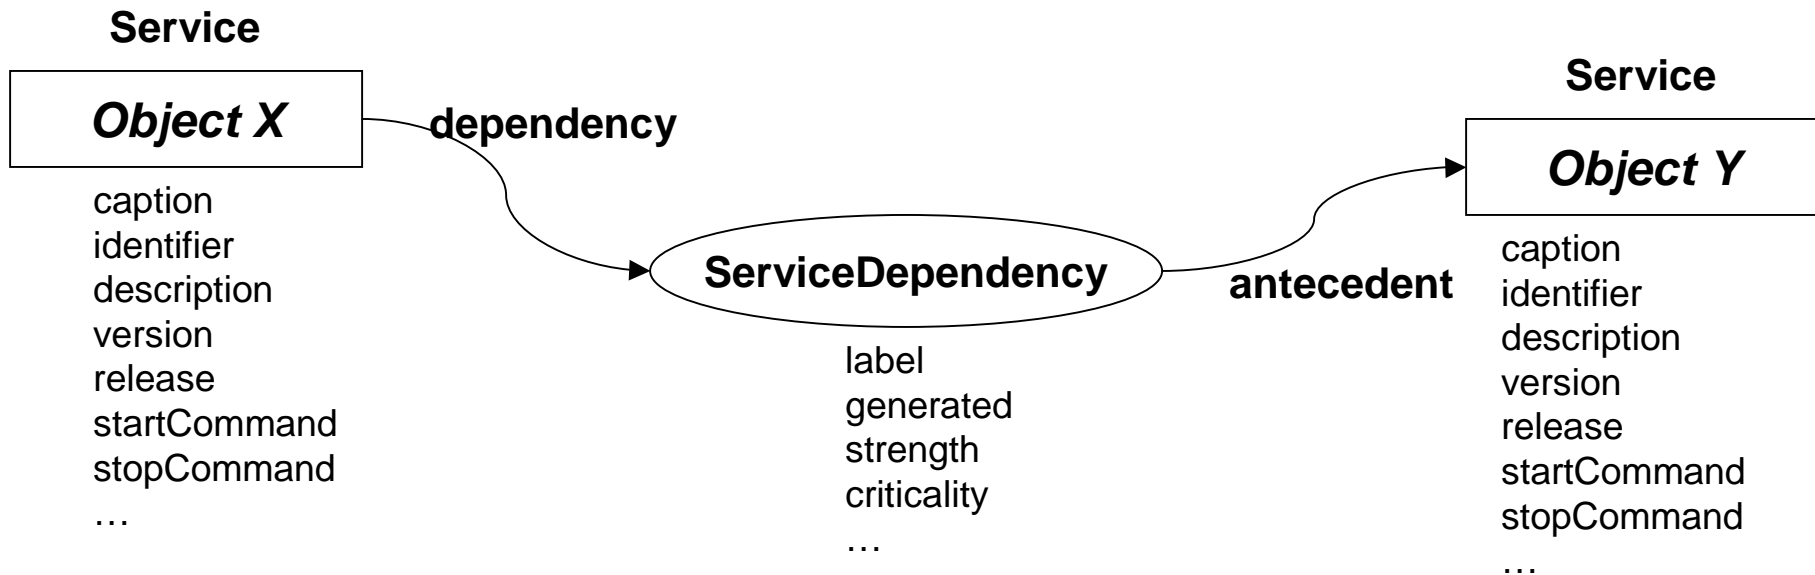 Service
Object X
caption
identifier
description
version
release
startCommand
stopCommand
…
dependency
ServiceDependency
label
generated
strength
criticality
…
antecedent
Service
Object Y
caption
identifier
description
version
release
startCommand
stopCommand
…